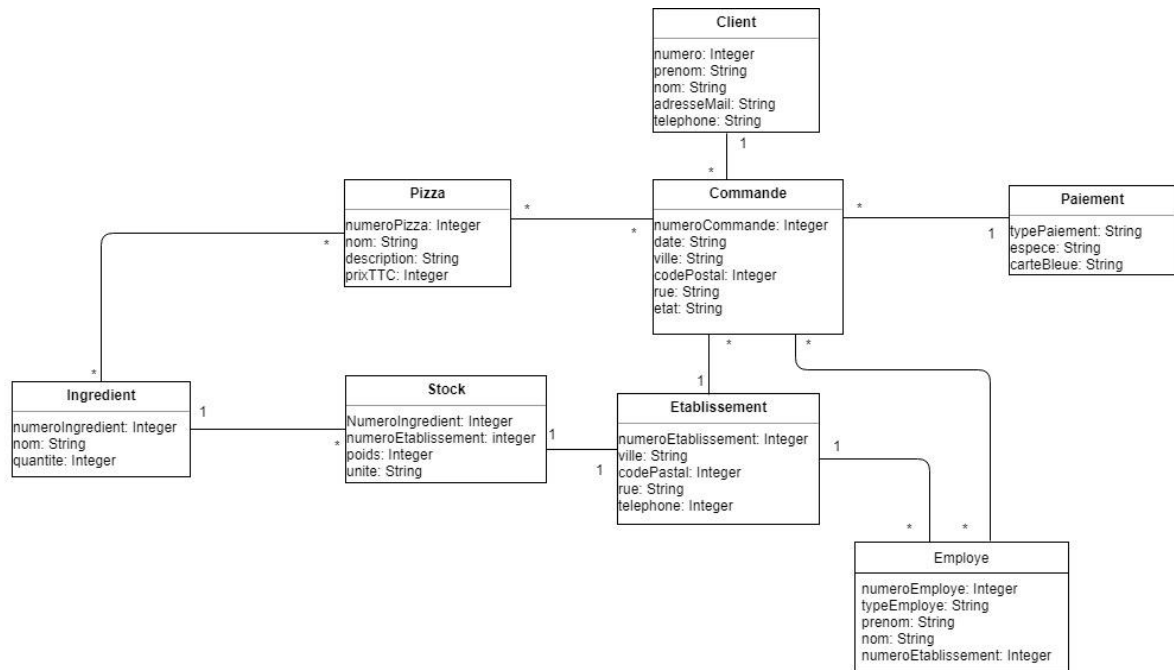 Client
numero: Integer
prenom: String
nom: String
adresseMail: String
telephone: String
1
*
Pizza
numeroPizza: Integer
nom: String
description: String
prixTTC: Integer
*
*
*
Commande
numeroCommande: Integer
date: String
ville: String
codePostal: Integer
rue: String
etat: String
*
1
Paiement
typePaiement: String
espece: String
carteBleue: String
*
*
*
1
Ingredient
numeroIngredient: Integer
nom: String
quantite: Integer
1
*
Stock
NumeroIngredient: Integer
numeroEtablissement: integer
poids: Integer
unite: String
1
1
Etablissement
numeroEtablissement: Integer
ville: String
codePastal: Integer
rue: String
telephone: Integer
1
*
*
Employe
numeroEmploye: Integer
typeEmploye: String
prenom: String
nom: String
numeroEtablissement: Integer